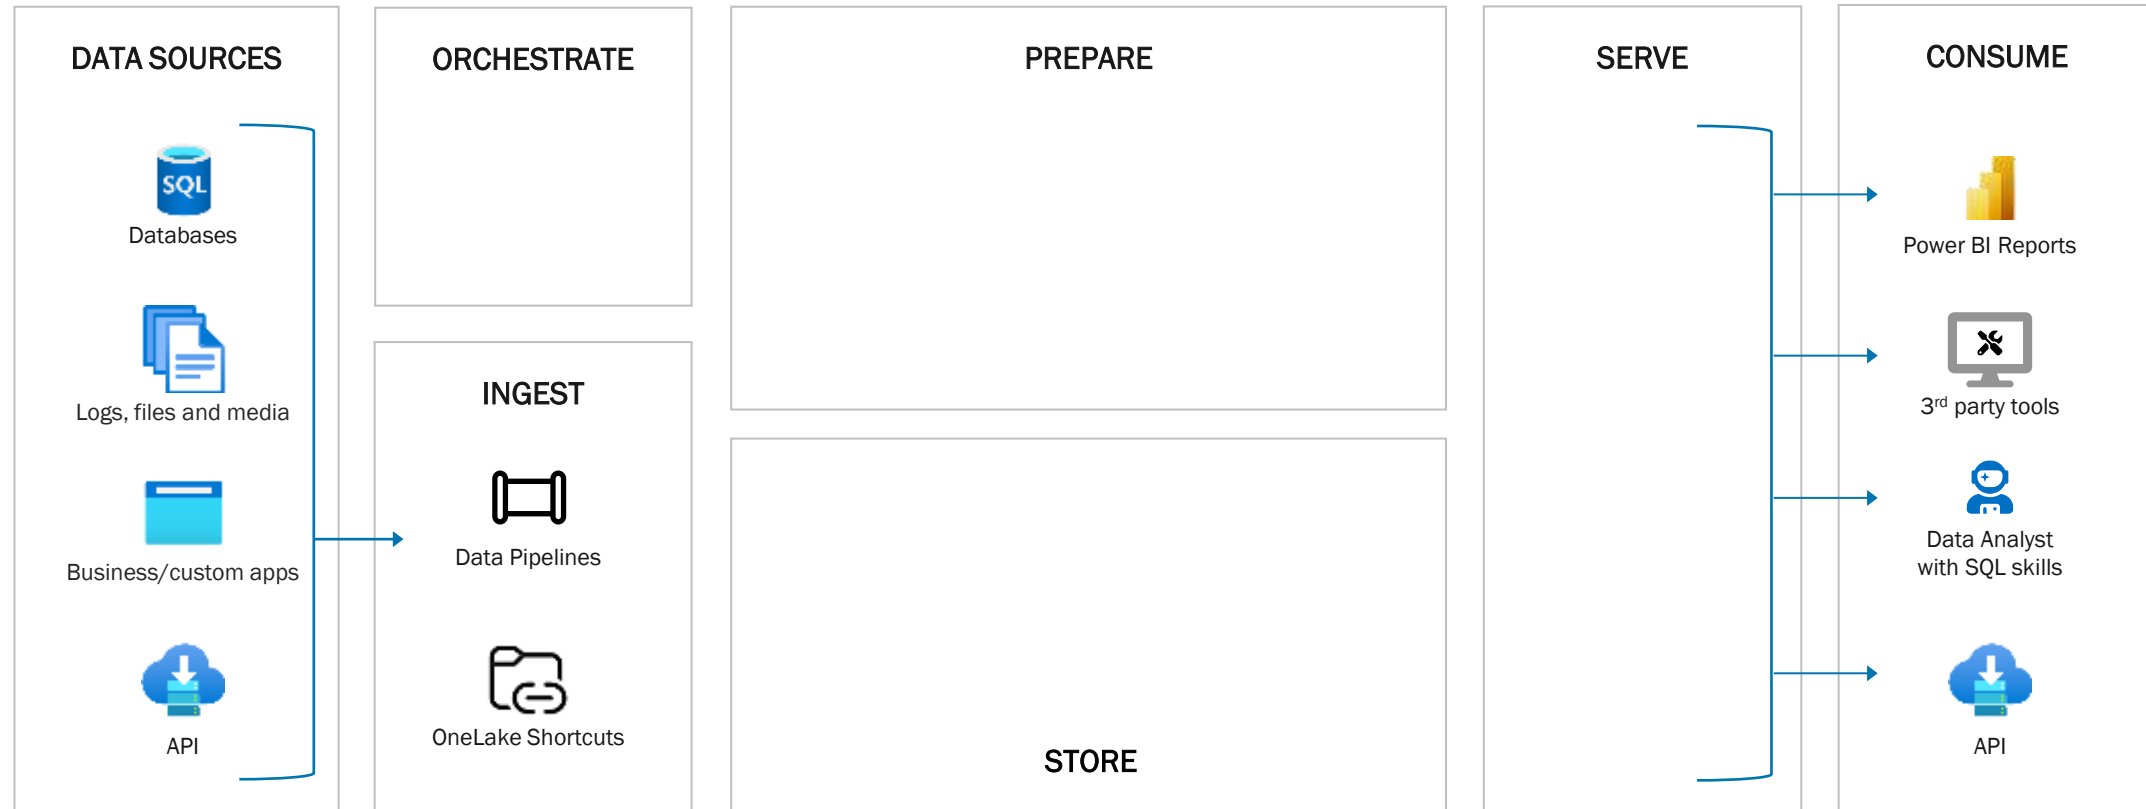 DATA SOURCES
SQL
Databases
Logs, files and media
Business/custom apps
API
ORCHESTRATE
INGEST
Data Pipelines
OneLake Shortcuts
PREPARE
STORE
SERVE
CONSUME
Power BI Reports
3rd party tools
Data Analyst
with SQL skills
API